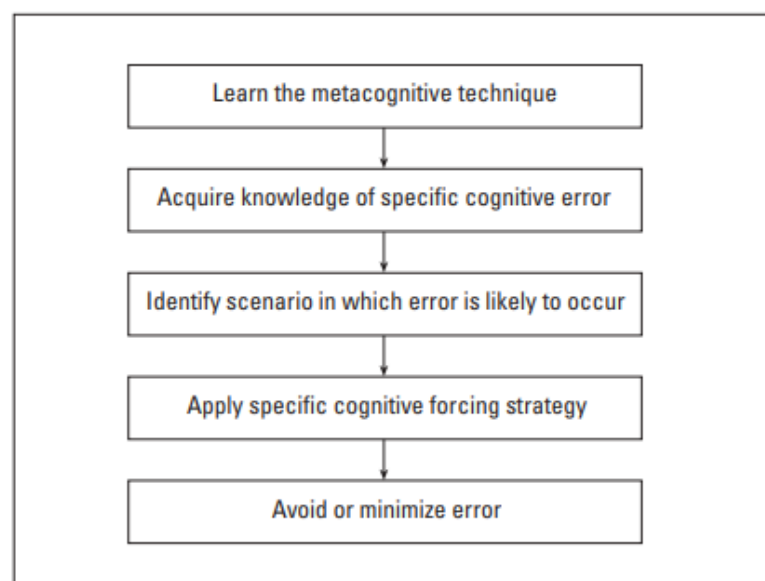 Learn the metacognitive technique
Acquire knowledge of specific cognitive error
Identify scenario in which error is likely to occur
Apply specific cognitive forcing strategy
Avoid or minimize error